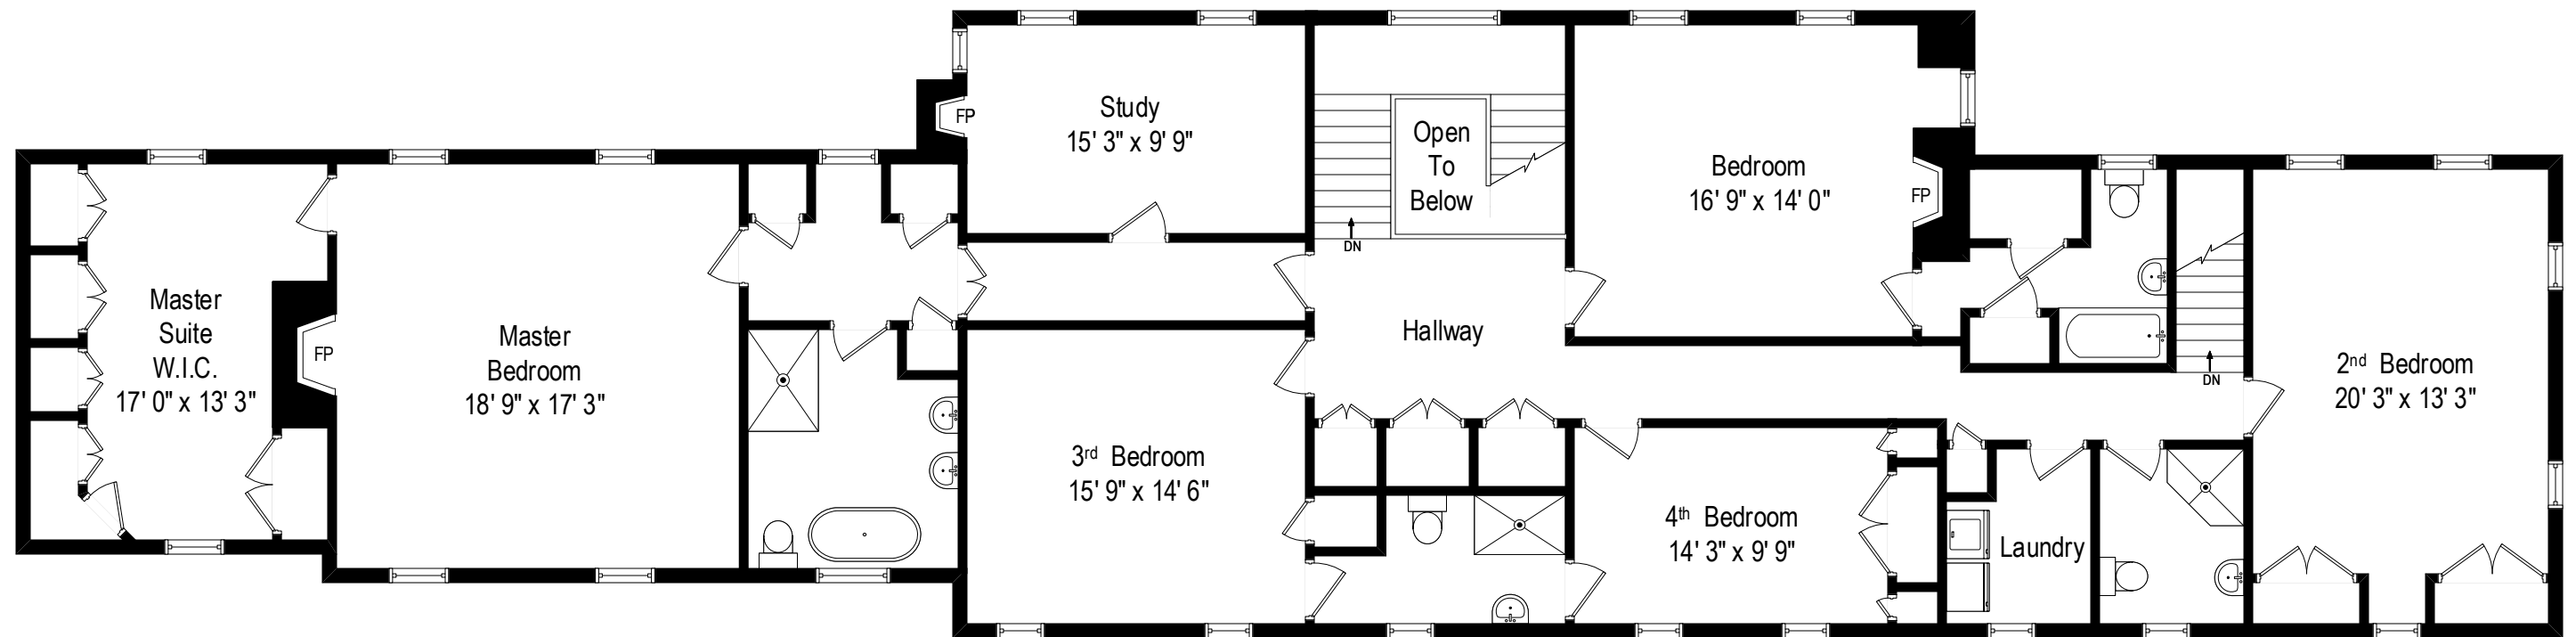 Master
Suite
W.I.C.
17' 0" x 13' 3"
FP
Master
Bedroom
18' 9" x 17' 3"
FP
Study
15' 3" x 9' 9"
Open
To
Below
DN
Bedroom
16' 9" x 14' 0"
FP
Hallway
3rd Bedroom
15' 9" x 14' 6"
4th Bedroom
14' 3" x 9' 9"
Laundry
DN
2nd Bedroom
20' 3" x 13' 3"